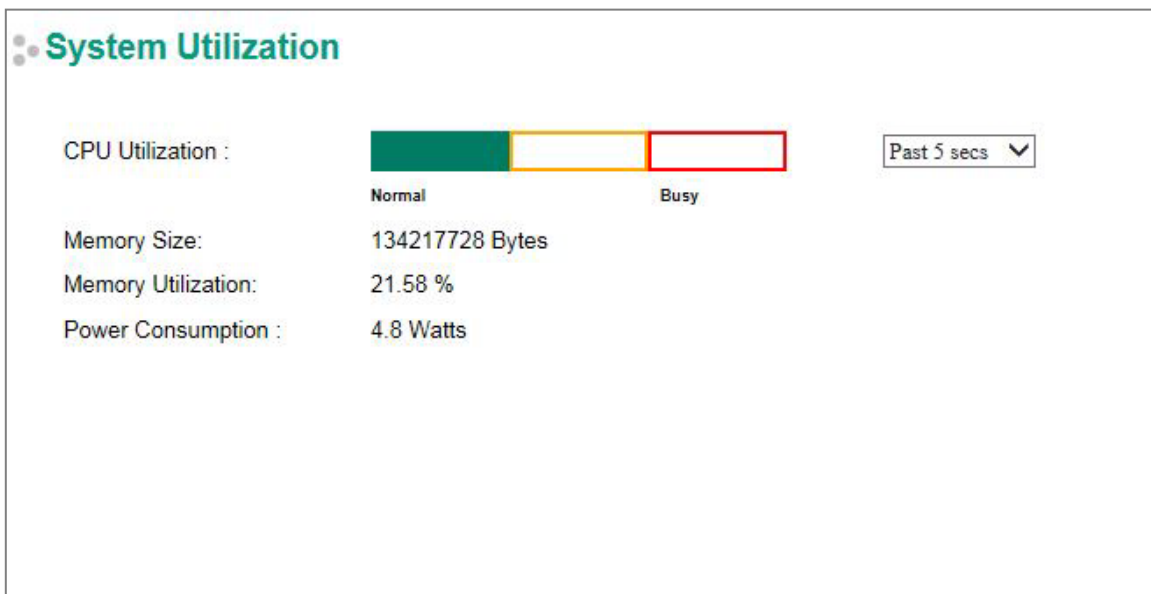 System Utilization
CPU Utilization :
Past 5 secs
Normal
Busy
Memory Size:
134217728 Bytes
Memory Utilization:
21.58 %
Power Consumption :
4.8 Watts